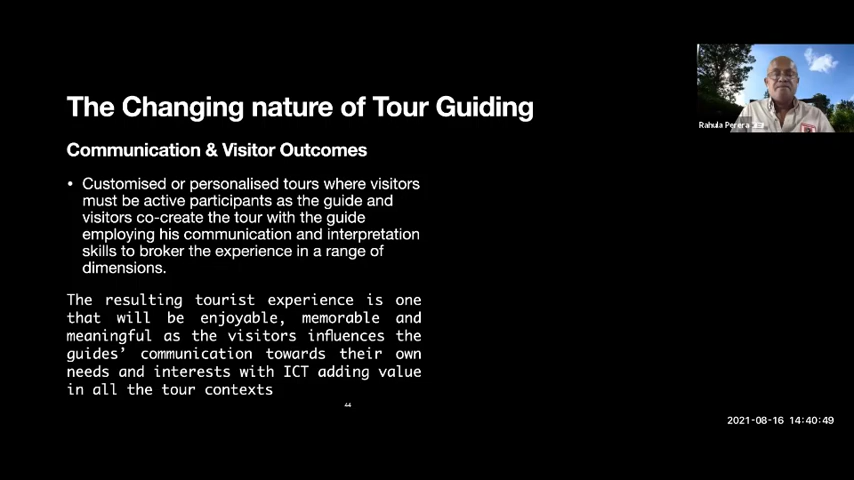 The Changing nature of Tour Guiding
Communication & Visitor Outcomes
• Customised or personalised tours where visitors
must be active participants as the guide and
visitors co-create the tour with the guide
employing his communication and interpretation
skills to broker the experience in a range of
dimensions.
The resulting tourist experience is one
that will be enjoyable, memorable and
meaningful as the visitors influences the
guides’ communication towards their own
needs and interests with ICT adding value
in all the tour contexts
44
Rahula Perera
2021-08-16 14:40:49